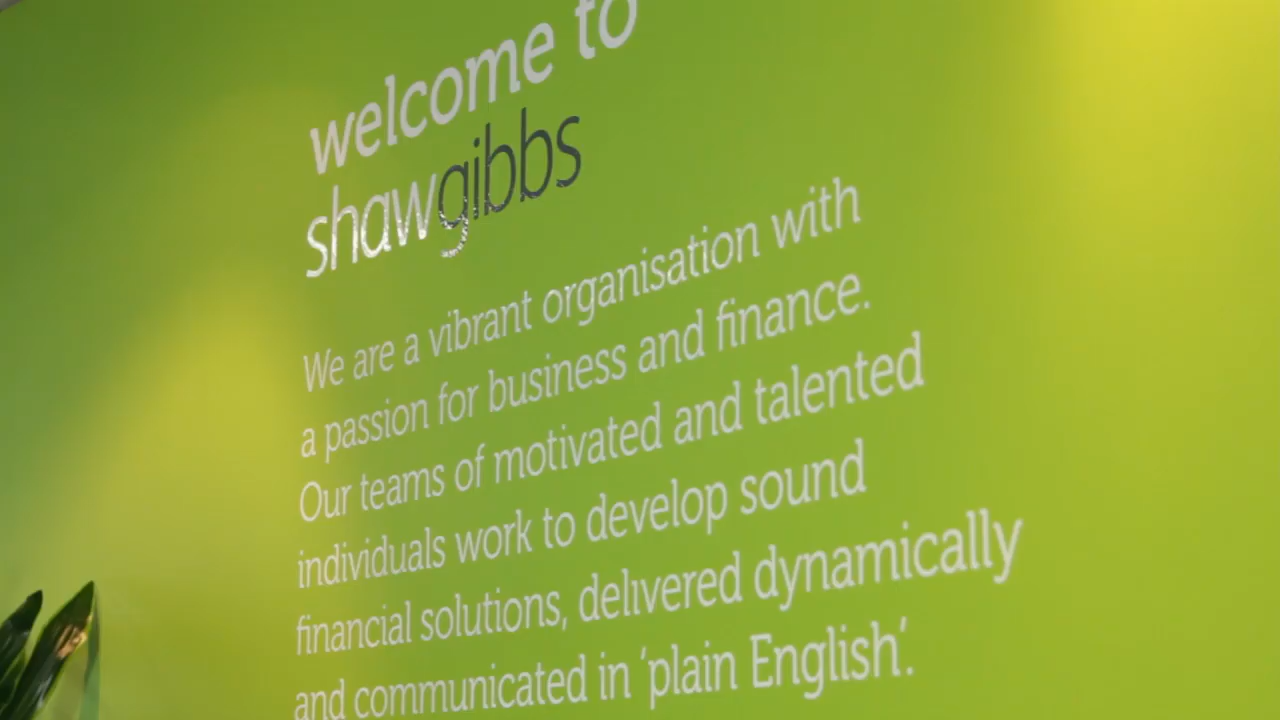 welcome to
shawgibbs
We are a vibrant organisation with
a passion for business and finance.
Our teams of motivated and talented
individuals work to develop sound
financial solutions, delivered dynamically
and communicated in ‘plain English’.